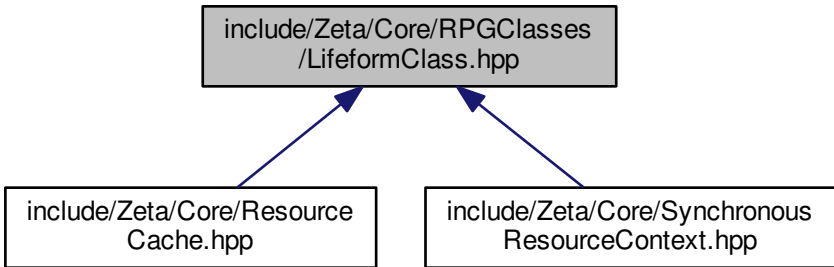 include/Zeta/Core/RPGClasses
/LifeformClass.hpp
include/Zeta/Core/Resource
Cache.hpp
include/Zeta/Core/Synchronous
ResourceContext.hpp